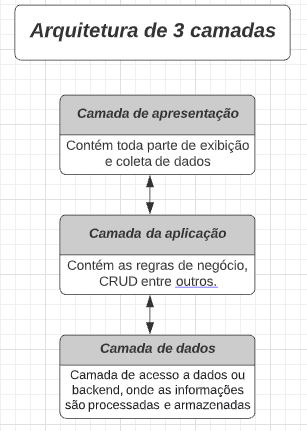 Arquitetura de 3 camadas
Camada de apresentação
Contém toda parte de exibição
e coleta de dados
Camada da aplicação
Contém as regras de negócio,
CRUD entre outros.
Camada de dados
Camada de acesso a dados ou
backend, onde as informações
são processadas e armazenadas